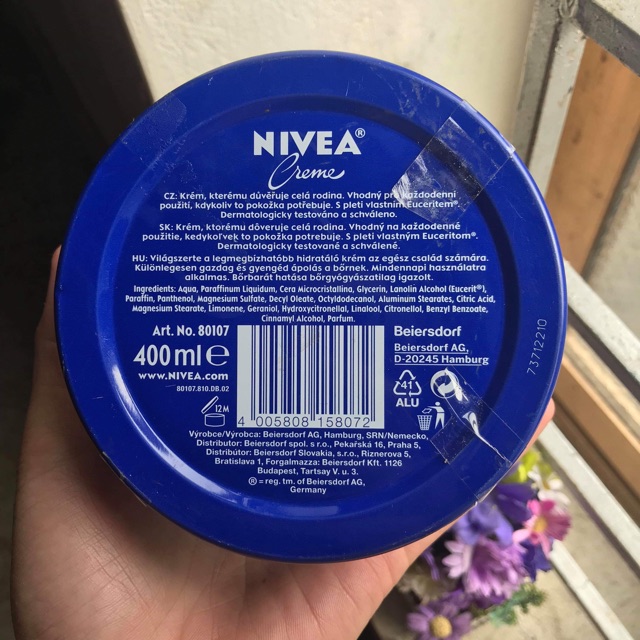 NIVEA®
Creme
CZ: Krém, kterému důvěřuje celá rodina. Vhodný pro každodenní
použití, kdykoliv to pokožka potřebuje. S pletí vlastním Euceritem®.
Dermatologicky testováno a schváleno.
SK: Krém, ktorému dôveruje celá rodina. Vhodný na každodenné
použitie, kedykoľvek to pokožka potrebuje. S pleti vlastným Euceritom®.
Dermatologicky testované a schválené.
HU: Világszerte a legmegbízhatóbb hidratáló krém az egész család számára.
Különlegesen gazdag és gyengéd ápolás a bőrnek. Mindennapi használatra
alkalmas. Bőrbarát hatása bőrgyógyászatilag igazolt.
Ingredients: Aqua, Paraffinum Liquidum, Cera Microcristallina, Glycerin, Lanolin Alcohol (Eucerit®),
Paraffin, Panthenol, Magnesium Sulfate, Decyl Oleate, Octyldodecanol, Aluminum Stearates, Citric Acid,
Magnesium Stearate, Limonene, Geraniol, Hydroxycitronellal, Linalool, Citronellol, Benzyl Benzoate,
Cinnamyl Alcohol, Parfum.
Art. No. 80107
400 ml e
www.NIVEA.com
80107.810.DB.02
12M
4 005808 158072
Beiersdorf
Beiersdorf AG,
D-20245 Hamburg
41
ALU
73712210
Výrobce/Výrobca: Beiersdorf AG, Hamburg, SRN/Nemecko,
Distributor: Beiersdorf spol. s r.o., Pekařská 16, Praha 5,
Distribútor: Beiersdorf Slovakia, s.r.o., Riznerova 5,
Bratislava 1, Forgalmazza: Beiersdorf Kft. 1126
Budapest, Tartsay V. u. 3.
® = reg. tm. of Beiersdorf AG,
Germany